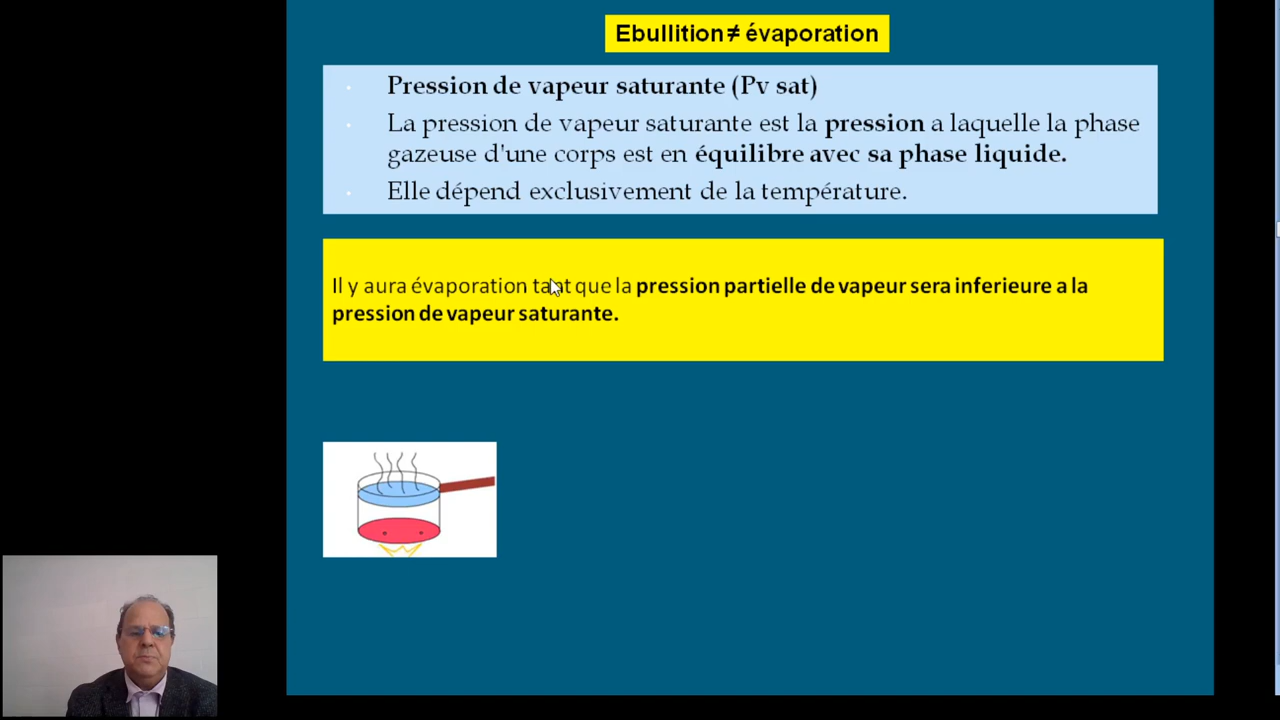 Ebullition ≠ évaporation
Pression de vapeur saturante (Pv sat)
La pression de vapeur saturante est la pression a laquelle la phase
gazeuse d'une corps est en équilibre avec sa phase liquide.
Elle dépend exclusivement de la température.
Il y aura évaporation tant que la pression partielle de vapeur sera inferieure a la
pression de vapeur saturante.